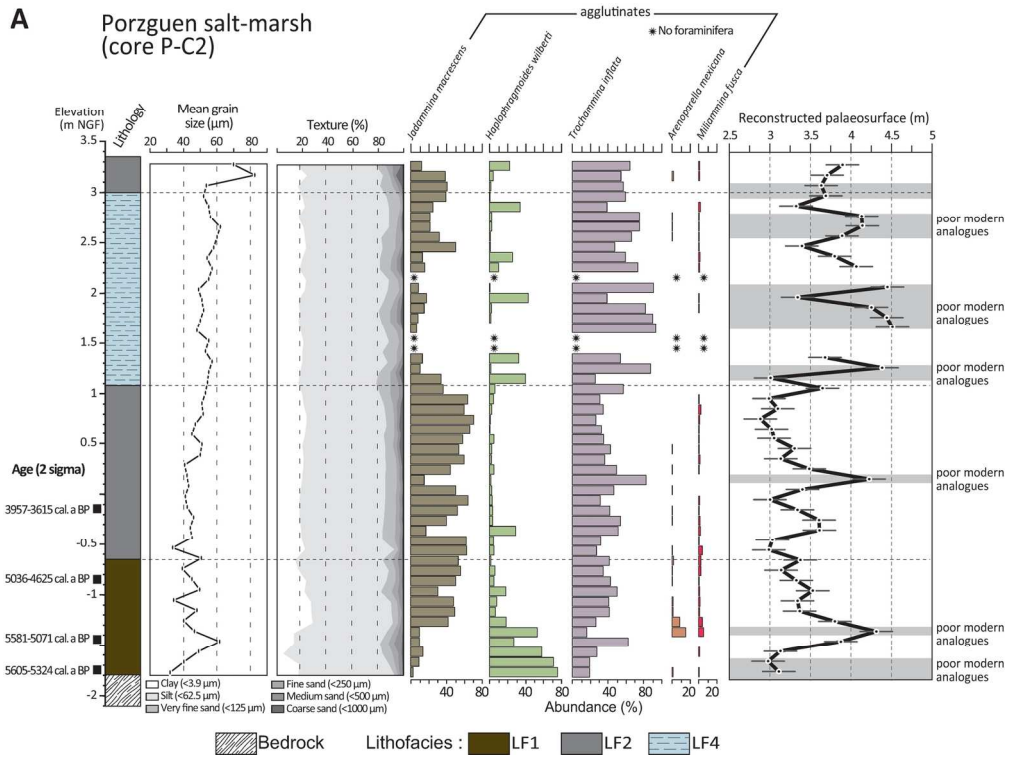 A
Porzguen salt-marsh
(core P-C2)
agglutinates
✷ No foraminifera
Jadammina macrescens
Haplophragmoides wilberti
Trochammina inflata
Arenoparella mexicana
Miliammina fusca
Elevation
(m NGF)
Lithology
Mean grain
size (µm)
Texture (%)
Reconstructed palaeosurface (m)
20 40 60 80
2.5 3 3.5 4 4.5 5
3.5
3
2.5
2
1.5
1
0.5
-0.5
-1
-2
Age (2 sigma)
3957-3615 cal. a BP
5036-4625 cal. a BP
5581-5071 cal. a BP
5605-5324 cal. a BP
poor modern
analogues
poor modern
analogues
poor modern
analogues
poor modern
analogues
poor modern
analogues
poor modern
analogues
40 80 40 80 40 80 20 20
Abundance (%)
Clay (<3.9 µm)
Silt (<62.5 µm)
Very fine sand (<125 µm)
Fine sand (<250 µm)
Medium sand (<500 µm)
Coarse sand (<1000 µm)
Bedrock
Lithofacies :
LF1
LF2
LF4